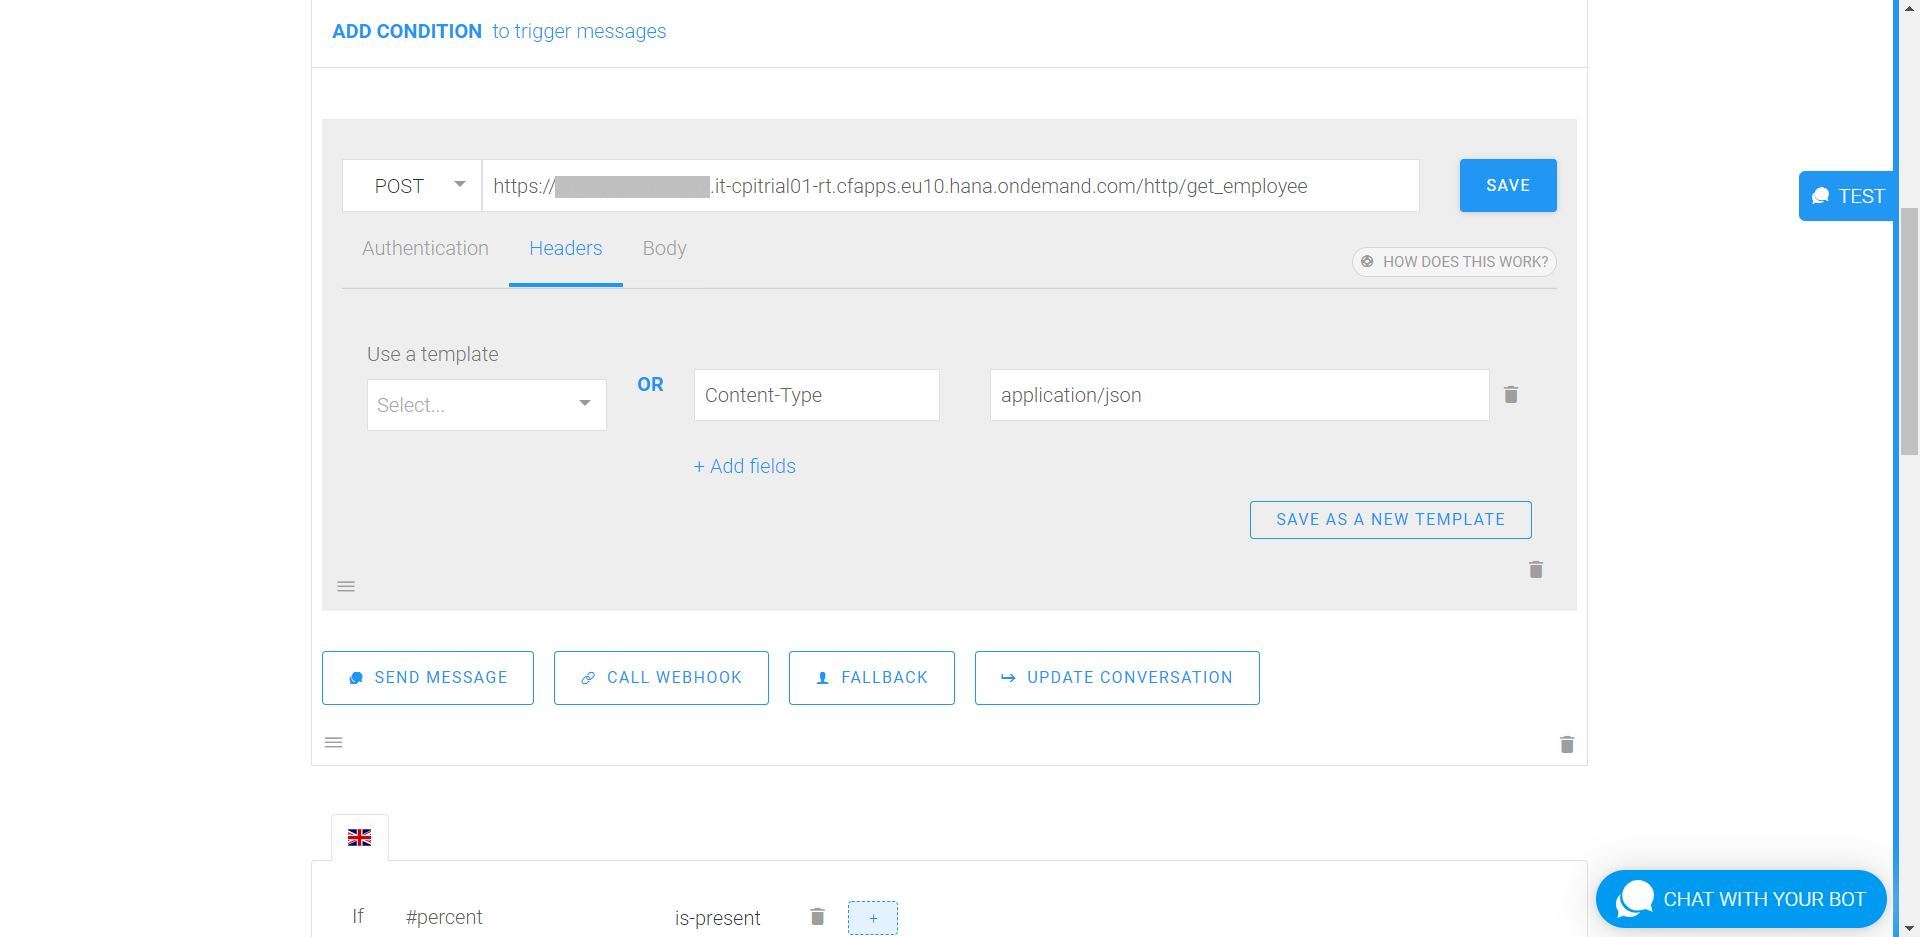 ADD CONDITION to trigger messages
POST https:// .it-cpitrial01-rt.cfapps.eu10.hana.ondemand.com/http/get_employee SAVE
TEST
Authentication Headers Body
HOW DOES THIS WORK?
Use a template
Select... OR Content-Type application/json
+ Add fields
SAVE AS A NEW TEMPLATE
SEND MESSAGE CALL WEBHOOK FALLBACK UPDATE CONVERSATION
If #percent is-present +
CHAT WITH YOUR BOT